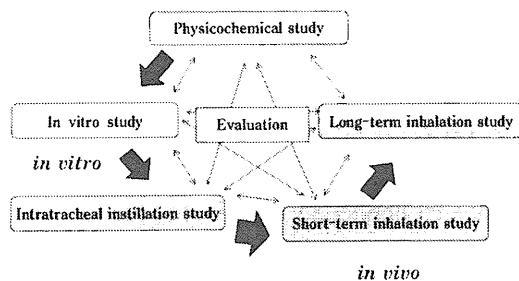 Physicochemical study
In vitro study
Evaluation
Long-term inhalation study
in vitro
Intratracheal instillation study
Short-term inhalation study
in vivo